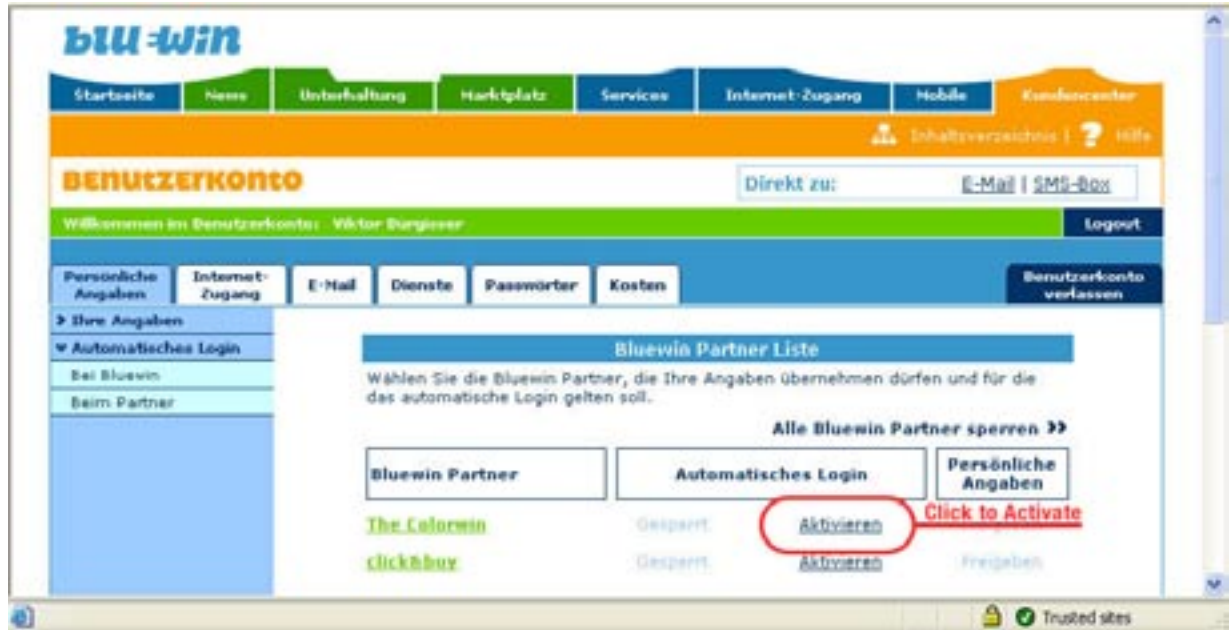 bluewin
Startseite News Unterhaltung Marktplatz Services Internet-Zugang Mobile Kundencenter
Inhaltsverzeichnis | ? Hilfe
BENUTZERKONTO
Direkt zu: E-Mail | SMS-Box
Willkommen im Benutzerkonto: Viktor
Logout
Persönliche Angaben Internet-Zugang E-Mail Dienste Passwörter Kosten Benutzerkonto verlassen
Ihre Angaben
Automatisches Login
Bei Bluewin
Beim Partner
Bluewin Partner Liste
Wählen Sie die Bluewin Partner, die Ihre Angaben übernehmen dürfen und für die
das automatische Login gelten soll.
Alle Bluewin Partner sperren >>
Bluewin Partner Automatisches Login Persönliche Angaben
The Colorwin Gesperrt Aktivieren Click to Activate
click&buy Gesperrt Aktivieren Freigeben
Trusted sites